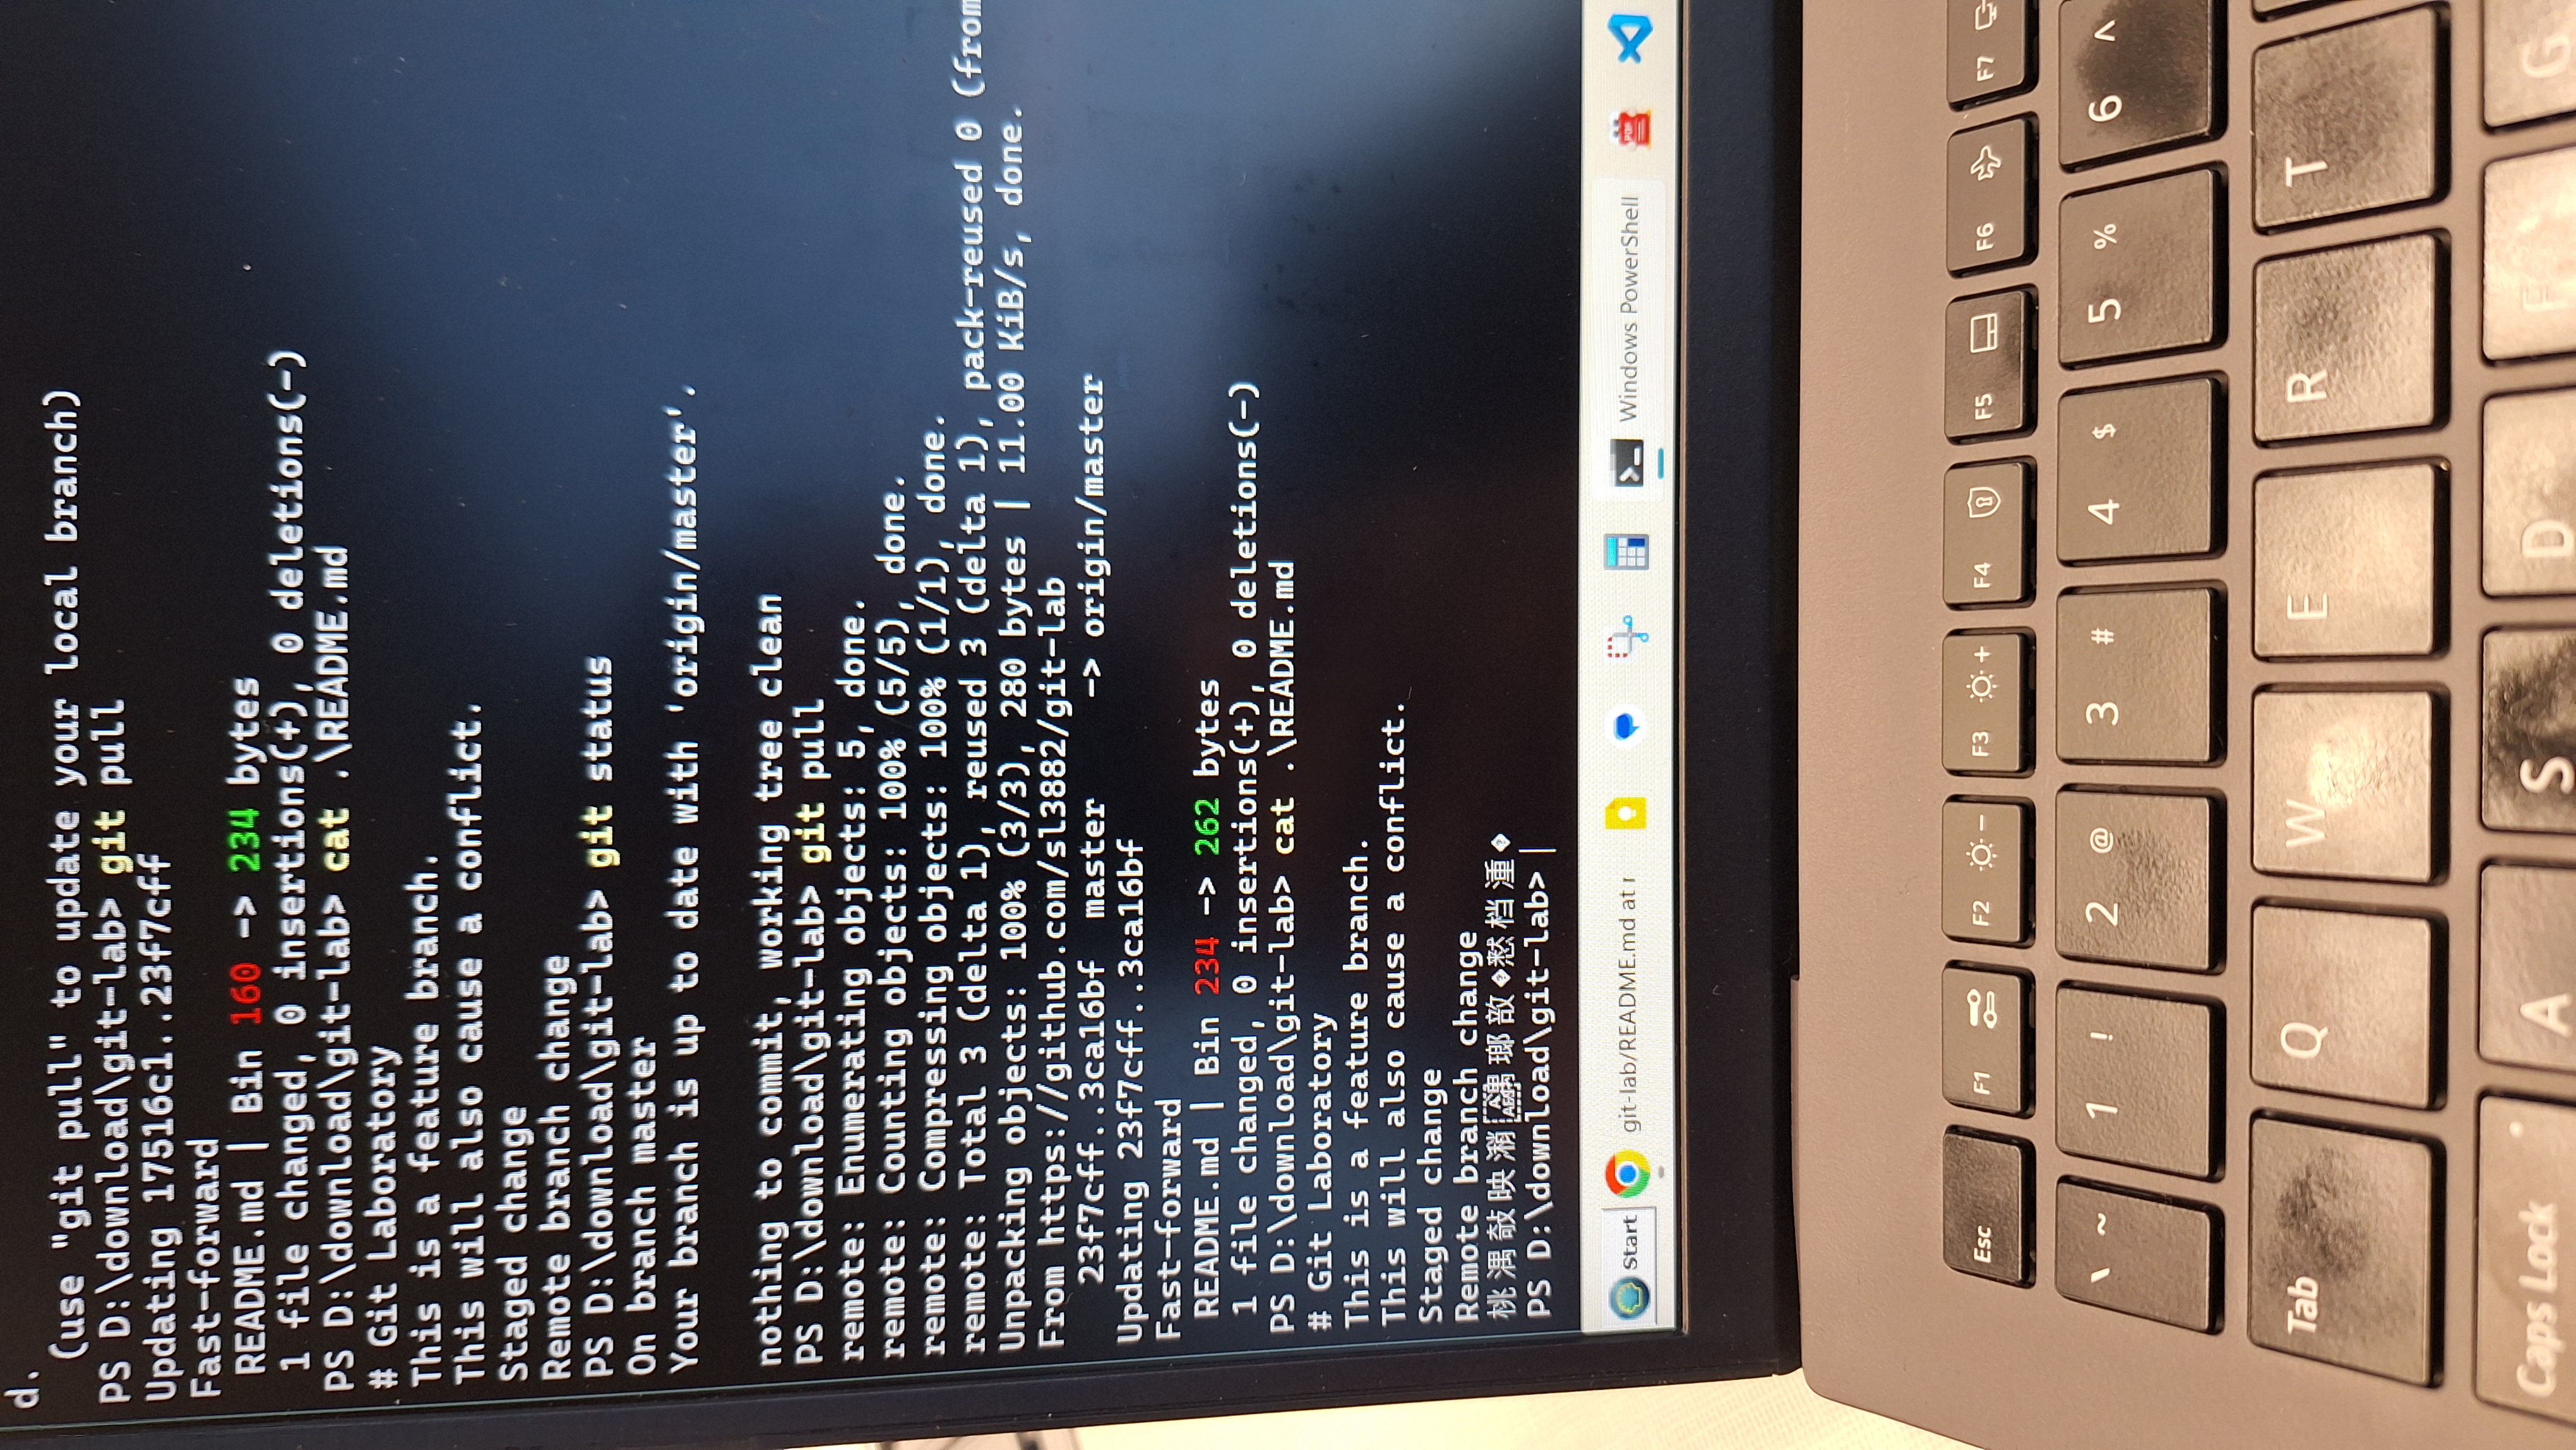 d.
(use "git pull" to update your local branch)
PS D:\download\git-lab> git pull
Updating 17516c1..23f7cff
Fast-forward
README.md | Bin 160 -> 234 bytes
1 file changed, 0 insertions(+), 0 deletions(-)
PS D:\download\git-lab> cat .\README.md
# Git Laboratory
This is a feature branch.
This will also cause a conflict.
Staged change
Remote branch change
PS D:\download\git-lab> git status
On branch master
Your branch is up to date with 'origin/master'.
nothing to commit, working tree clean
PS D:\download\git-lab> git pull
remote: Enumerating objects: 5, done.
remote: Counting objects: 100% (5/5), done.
remote: Compressing objects: 100% (1/1), done.
remote: Total 3 (delta 1), reused 3 (delta 1), pack-reused 0 (from
Unpacking objects: 100% (3/3), 280 bytes | 11.00 KiB/s, done.
From https://github.com/sl3882/git-lab
23f7cff..3ca16bf master -> origin/master
Updating 23f7cff..3ca16bf
Fast-forward
README.md | Bin 234 -> 262 bytes
1 file changed, 0 insertions(+), 0 deletions(-)
PS D:\download\git-lab> cat .\README.md
# Git Laboratory
This is a feature branch.
This will also cause a conflict.
Staged change
Remote branch change
PS D:\download\git-lab>
Start git-lab/README.md at r Windows PowerShell PDF
Esc F1 F2 F3 F4 F5 F6 F7
` ~ 1 ! 2 @ 3 # 4 $ 5 % 6 ^
Tab Q W E R T
Caps Lock A S D F G